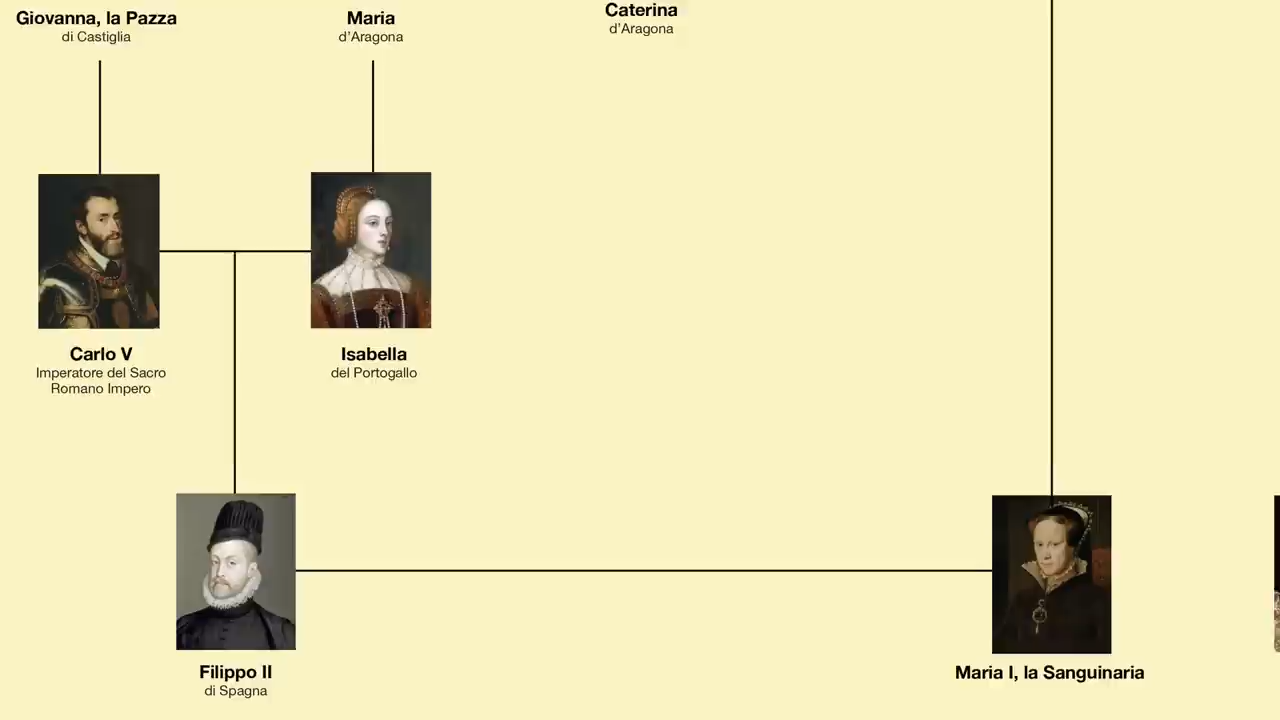 Giovanna, la Pazza
di Castiglia
Maria
d’Aragona
Caterina
d’Aragona
Carlo V
Imperatore del Sacro
Romano Impero
Isabella
del Portogallo
Filippo II
di Spagna
Maria I, la Sanguinaria